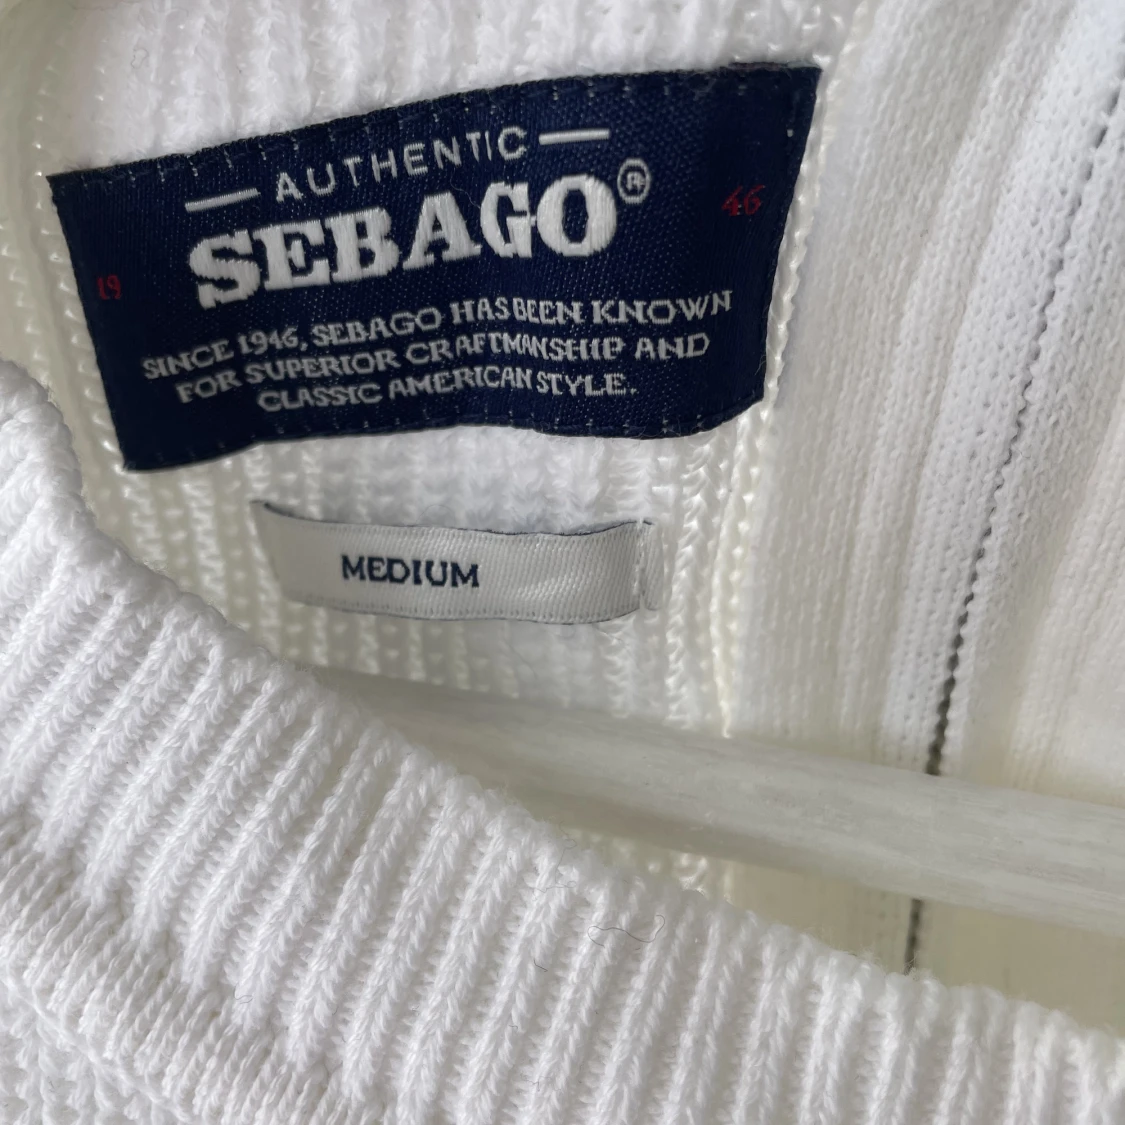 AUTHENTIC
SEBAGO®
19 46
SINCE 1946, SEBAGO HAS BEEN KNOWN
FOR SUPERIOR CRAFTMANSHIP AND
CLASSIC AMERICAN STYLE.
MEDIUM